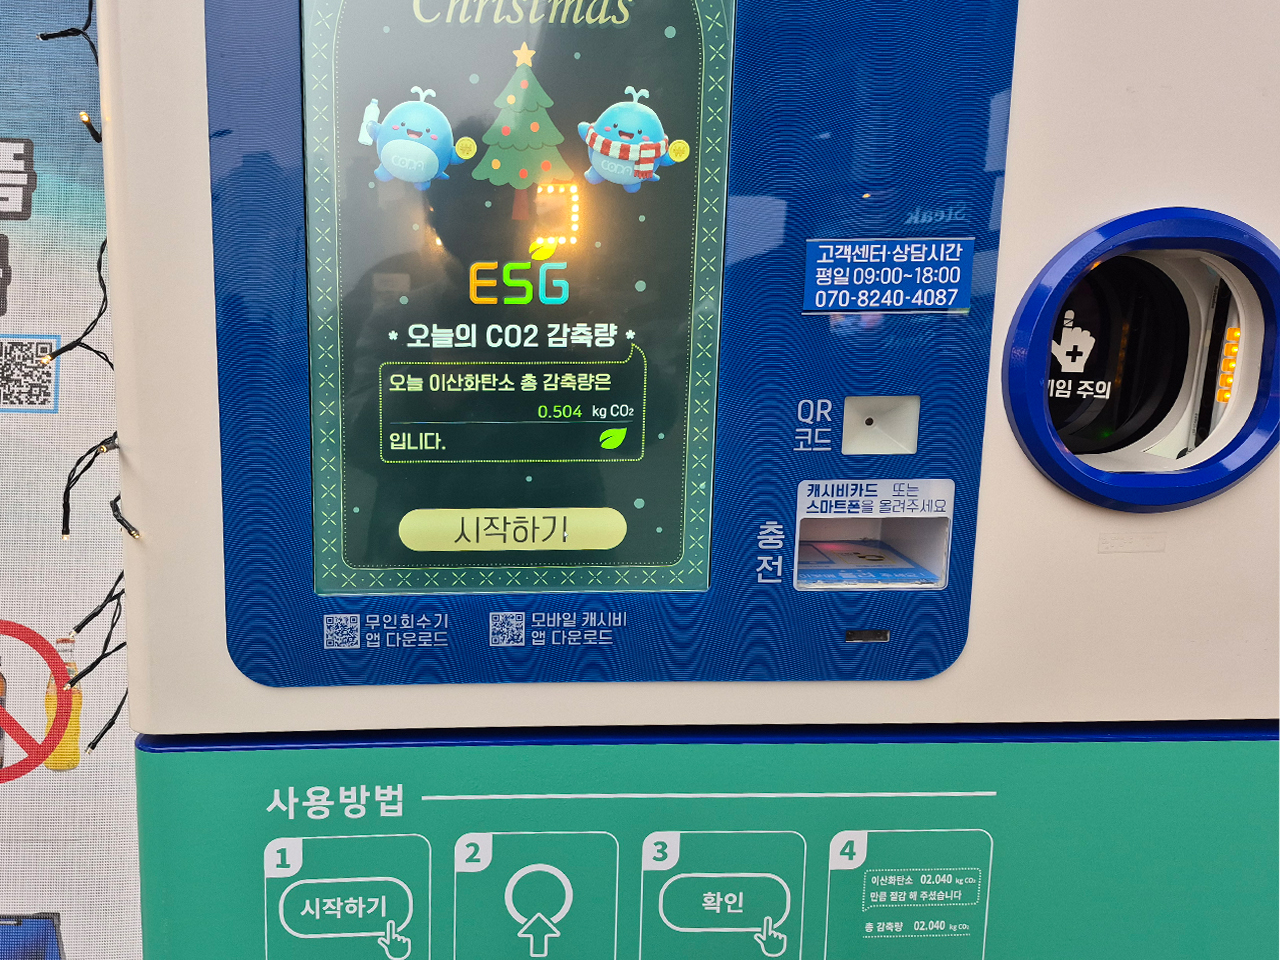 Christmas
ESG
* 오늘의 CO2 감축량 *
오늘 이산화탄소 총 감축량은
0.504 kg CO₂
입니다.
시작하기
무인회수기
앱 다운로드
모바일 캐시비
앱 다운로드
고객센터·상담시간
평일 09:00~18:00
070-8240-4087
QR
코드
캐시비카드 또는
스마트폰을 올려주세요
충전
주의
사용방법
1
시작하기
2
3
확인
4
이산화탄소 02.040 kg CO₂
만큼 절감 해 주셨습니다
총 감축량 02.040 kg CO₂